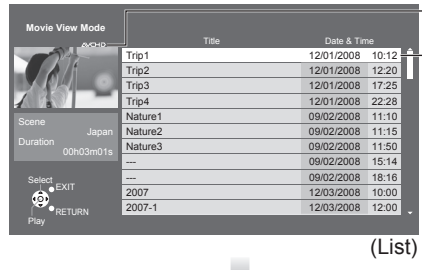 Movie View Mode
AVCHD
Title Date & Time
Trip1 12/01/2008 10:12
Trip2 12/01/2008 12:20
Trip3 12/01/2008 17:25
Trip4 12/01/2008 22:28
Nature1 09/02/2008 11:10
Nature2 09/02/2008 11:15
Nature3 09/02/2008 11:50
--- 09/02/2008 15:14
--- 09/02/2008 18:16
2007 12/03/2008 10:00
2007-1 12/03/2008 12:00
Scene
Japan
Duration
00h03m01s
Select
EXIT
RETURN
Play
(List)